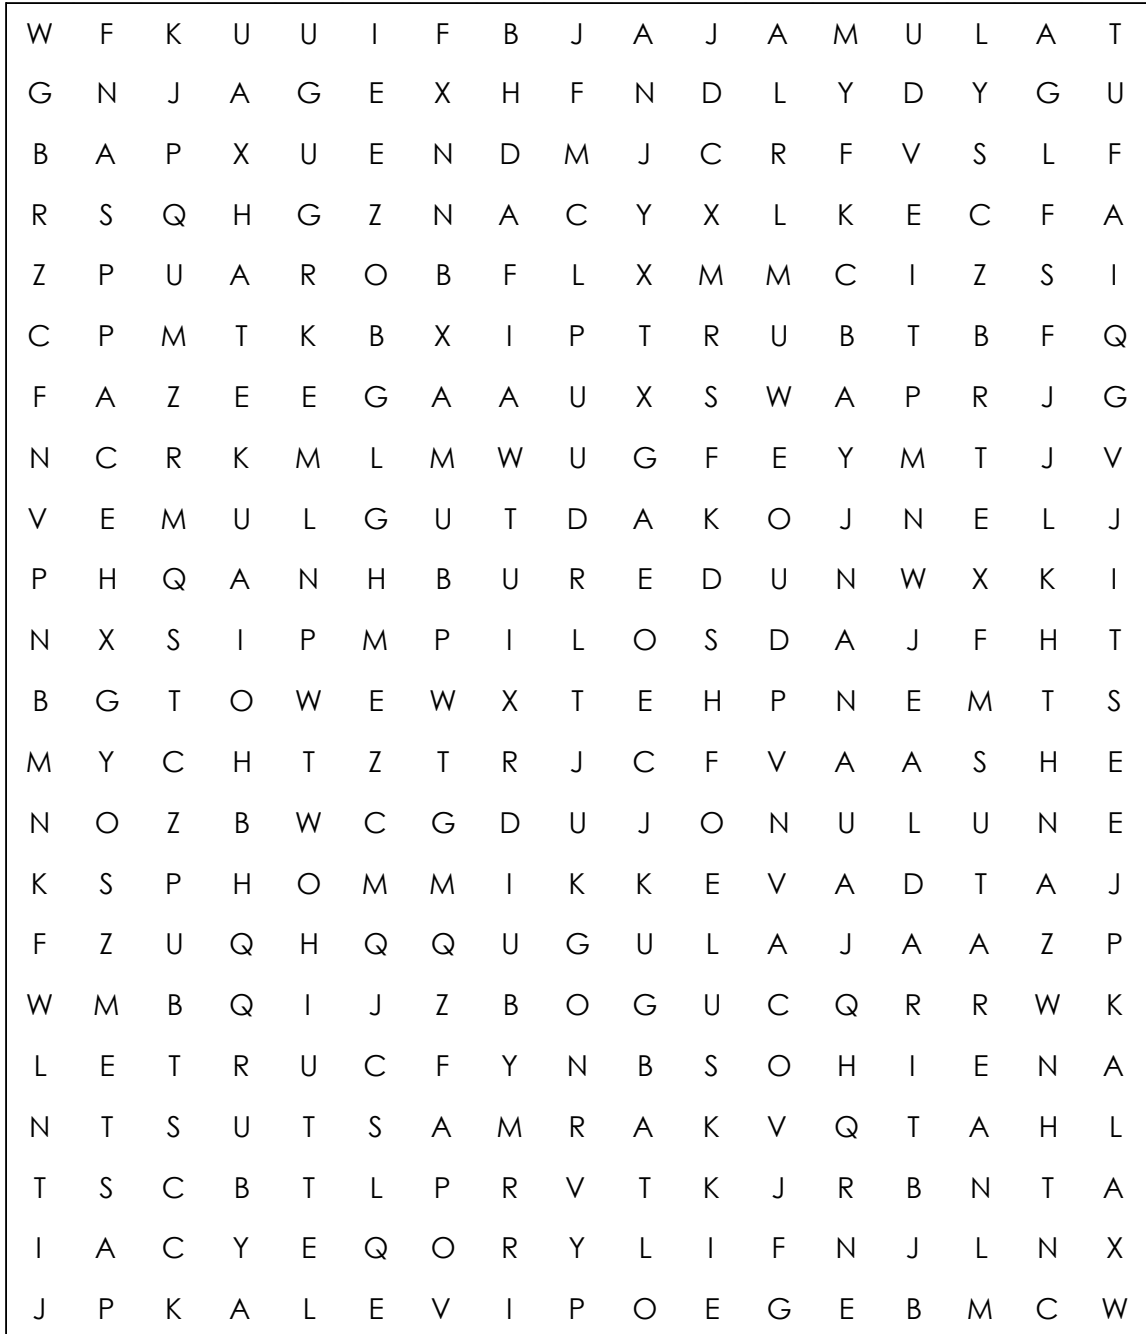 W F K U U I F B J A J A M U L A T
G N J A G E X H F N D L Y D Y G U
B A P X U E N D M J C R F V S L F
R S Q H G Z N A C Y X L K E C F A
Z P U A R O B F L X M M C I Z S I
C P M T K B X I P T R U B T B F Q
F A Z E E G A A U X S W A P R J G
N C R K M L M W U G F E Y M T J V
V E M U L G U T D A K O J N E L J
P H Q A N H B U R E D U N W X K I
N X S I P M P I L O S D A J F H T
B G T O W E W X T E H P N E M T S
M Y C H T Z T R J C F V A A S H E
N O Z B W C G D U J O N U L U N E
K S P H O M M I K K E V A D T A J
F Z U Q H Q Q U G U L A J A A Z P
W M B Q I J Z B O G U C Q R R W K
L E T R U C F Y N B S O H I E N A
N T S U T S A M R A K V Q T A H L
T S C B T L P R V T K J R B N T A
I A C Y E Q O R Y L I F N J L N X
J P K A L E V I P O E G E B M C W